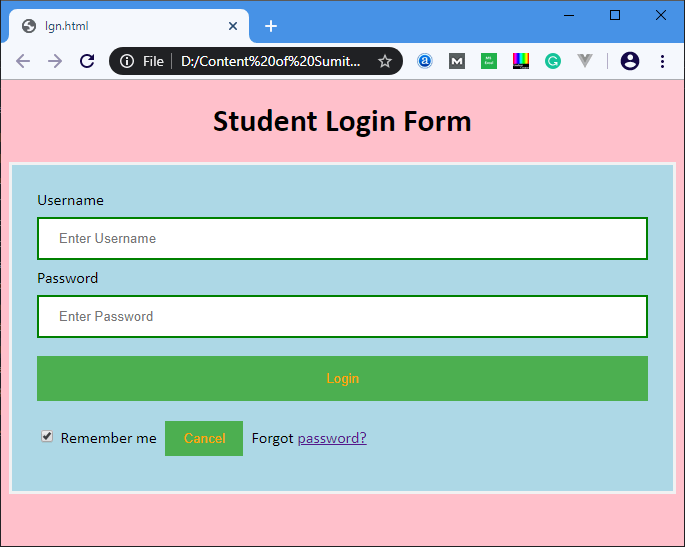 lgn.html
File D:/Content%20of%20Sumit...
Student Login Form
Username
Enter Username
Password
Enter Password
Login
Remember me Cancel Forgot password?